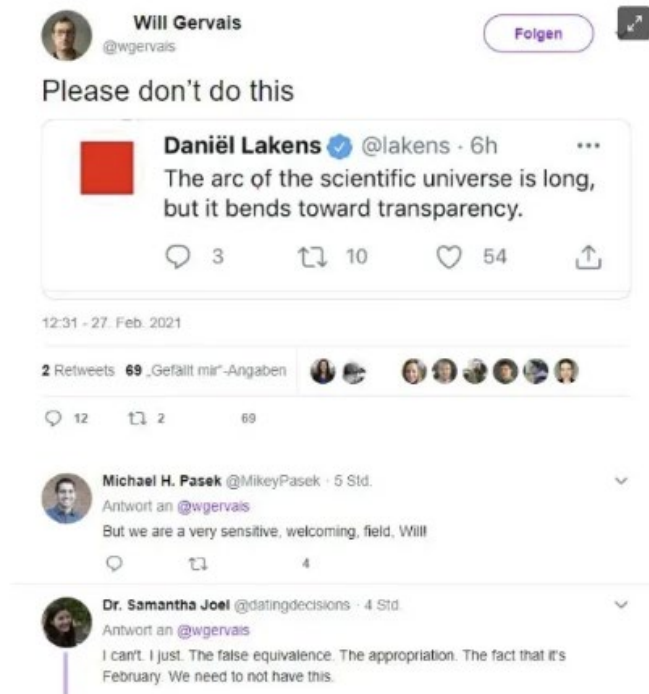 Will Gervais
@wgervais
Folgen
Please don't do this
Daniël Lakens @lakens · 6h
The arc of the scientific universe is long,
but it bends toward transparency.
3 10 54
12:31 - 27. Feb. 2021
2 Retweets 69 „Gefällt mir“-Angaben
12 2 69
Michael H. Pasek @MikeyPasek · 5 Std.
Antwort an @wgervais
But we are a very sensitive, welcoming, field, Will!
4
Dr. Samantha Joel @datingdecisions · 4 Std.
Antwort an @wgervais
I can't. I just. The false equivalence. The appropriation. The fact that it's
February. We need to not have this.